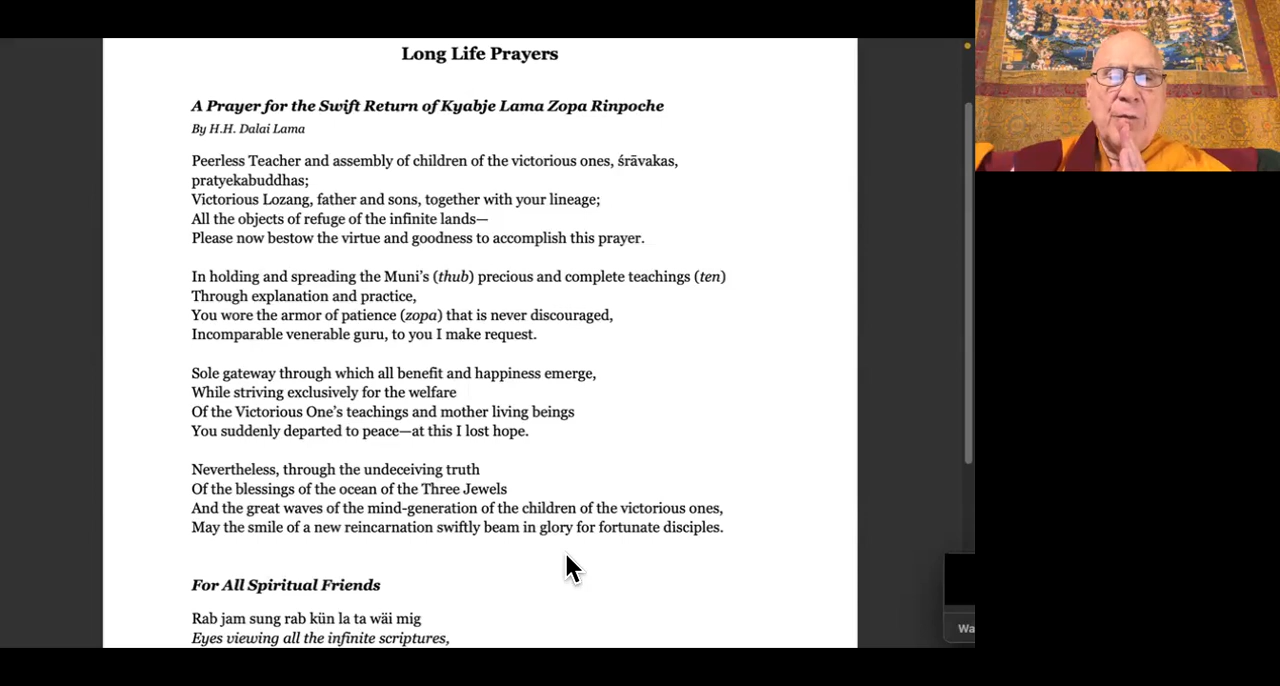 Long Life Prayers
A Prayer for the Swift Return of Kyabje Lama Zopa Rinpoche
By H.H. Dalai Lama
Peerless Teacher and assembly of children of the victorious ones, śrāvakas,
pratyekabuddhas;
Victorious Lozang, father and sons, together with your lineage;
All the objects of refuge of the infinite lands—
Please now bestow the virtue and goodness to accomplish this prayer.
In holding and spreading the Muni’s (thub) precious and complete teachings (ten)
Through explanation and practice,
You wore the armor of patience (zopa) that is never discouraged,
Incomparable venerable guru, to you I make request.
Sole gateway through which all benefit and happiness emerge,
While striving exclusively for the welfare
Of the Victorious One’s teachings and mother living beings
You suddenly departed to peace—at this I lost hope.
Nevertheless, through the undeceiving truth
Of the blessings of the ocean of the Three Jewels
And the great waves of the mind-generation of the children of the victorious ones,
May the smile of a new reincarnation swiftly beam in glory for fortunate disciples.
For All Spiritual Friends
Rab jam sung rab kün la ta wäi mig
Eyes viewing all the infinite scriptures,
Wa